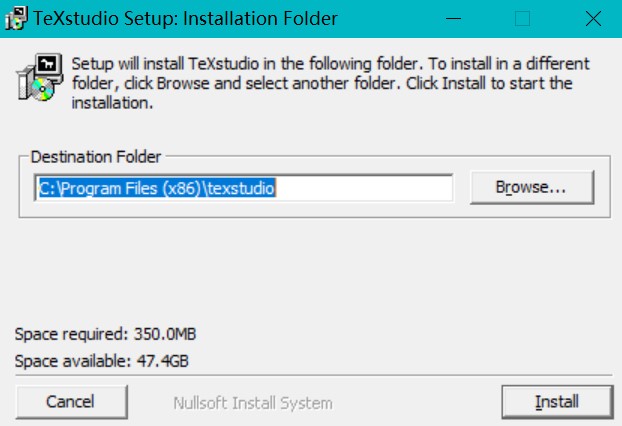 TeXstudio Setup: Installation Folder
Setup will install TeXstudio in the following folder. To install in a different
folder, click Browse and select another folder. Click Install to start the
installation.
Destination Folder
C:\Program Files (x86)\texstudio
Browse...
Space required: 350.0MB
Space available: 47.4GB
Cancel
Nullsoft Install System
Install